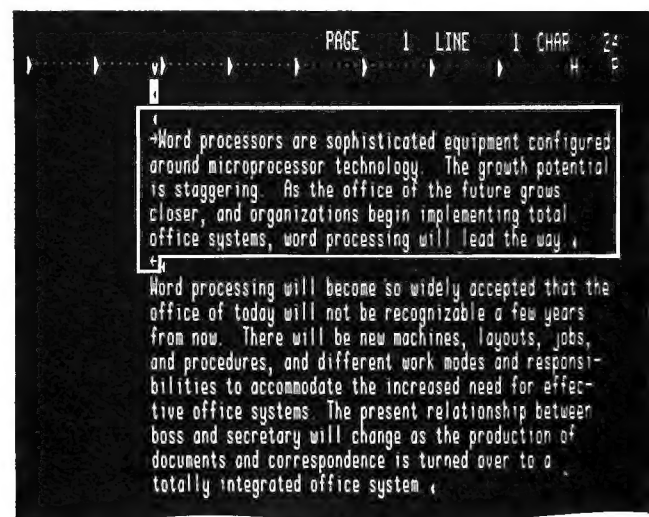 PAGE 1 LINE 1 CHAR 24
H
Word processors are sophisticated equipment configured
around microprocessor technology. The growth potential
is staggering. As the office of the future grows
closer, and organizations begin implementing total
office systems, word processing will lead the way
Word processing will become so widely accepted that the
office of today will not be recognizable a few years
from now. There will be new machines, layouts, jobs,
and procedures, and different work modes and responsi-
bilities to accommodate the increased need for effec-
tive office systems. The present relationship between
boss and secretary will change as the production of
documents and correspondence is turned over to a
totally integrated office system